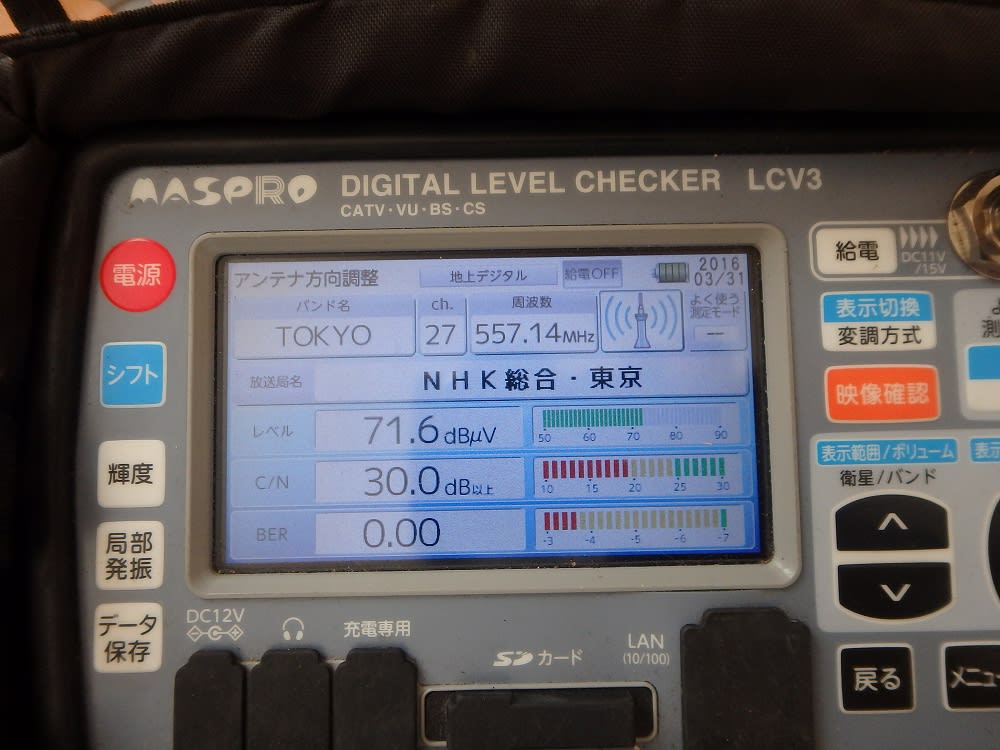 MASPRO DIGITAL LEVEL CHECKER LCV3
CATV・VU・BS・CS
電源
シフト
輝度
局部
発振
データ
保存
アンテナ方向調整
地上デジタル
給電OFF
2016
03/31
バンド名
TOKYO
ch.
27
周波数
557.14MHz
よく使う
測定モード
--
放送局名
NHK総合・東京
レベル
71.6dBμV
50 60 70 80 90
C/N
30.0dB以上
10 15 20 25 30
BER
0.00
-3 -4 -5 -6 -7
給電
DC11V
/15V
表示切換
変調方式
映像確認
表示範囲/ボリューム
衛星/バンド
戻る
メニュ
DC12V
充電専用
SDカード
LAN
(10/100)